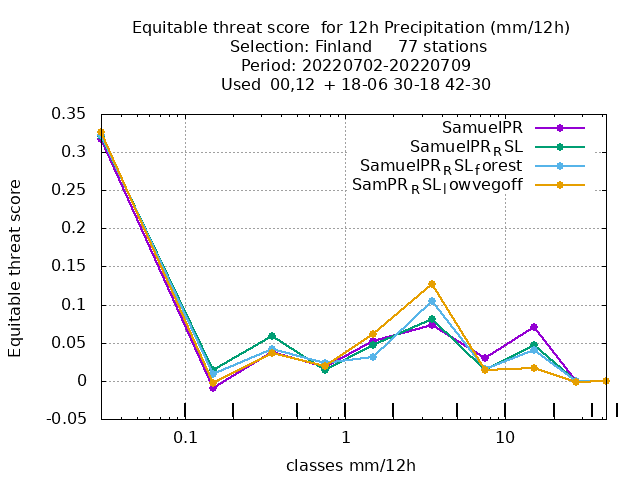 Equitable threat score  for 12h Precipitation (mm/12h)
Selection: Finland     77 stations
Period: 20220702-20220709
Used  00,12  + 18-06 30-18 42-30
SamuelPR
SamuelPR_RSL
SamuelPR_RSL_forest
SamPR_RSL_lowvegoff
Equitable threat score
0.35
0.3
0.25
0.2
0.15
0.1
0.05
0
-0.05
0.1 1 10
classes mm/12h